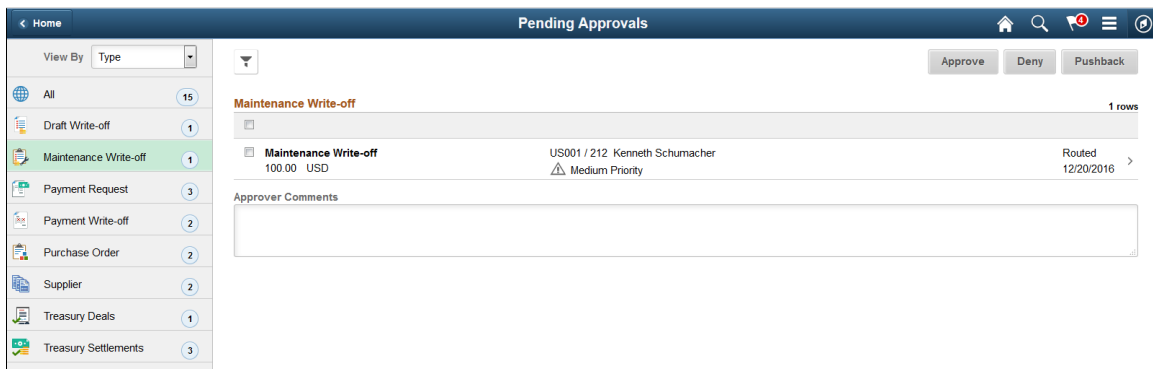 Home
Pending Approvals
4
View By Type
Approve
Deny
Pushback
All 15
Draft Write-off 1
Maintenance Write-off 1
Payment Request 3
Payment Write-off 2
Purchase Order 2
Supplier 2
Treasury Deals 1
Treasury Settlements 3
Maintenance Write-off
1 rows
Maintenance Write-off US001 / 212 Kenneth Schumacher Routed
100.00 USD Medium Priority 12/20/2016
Approver Comments